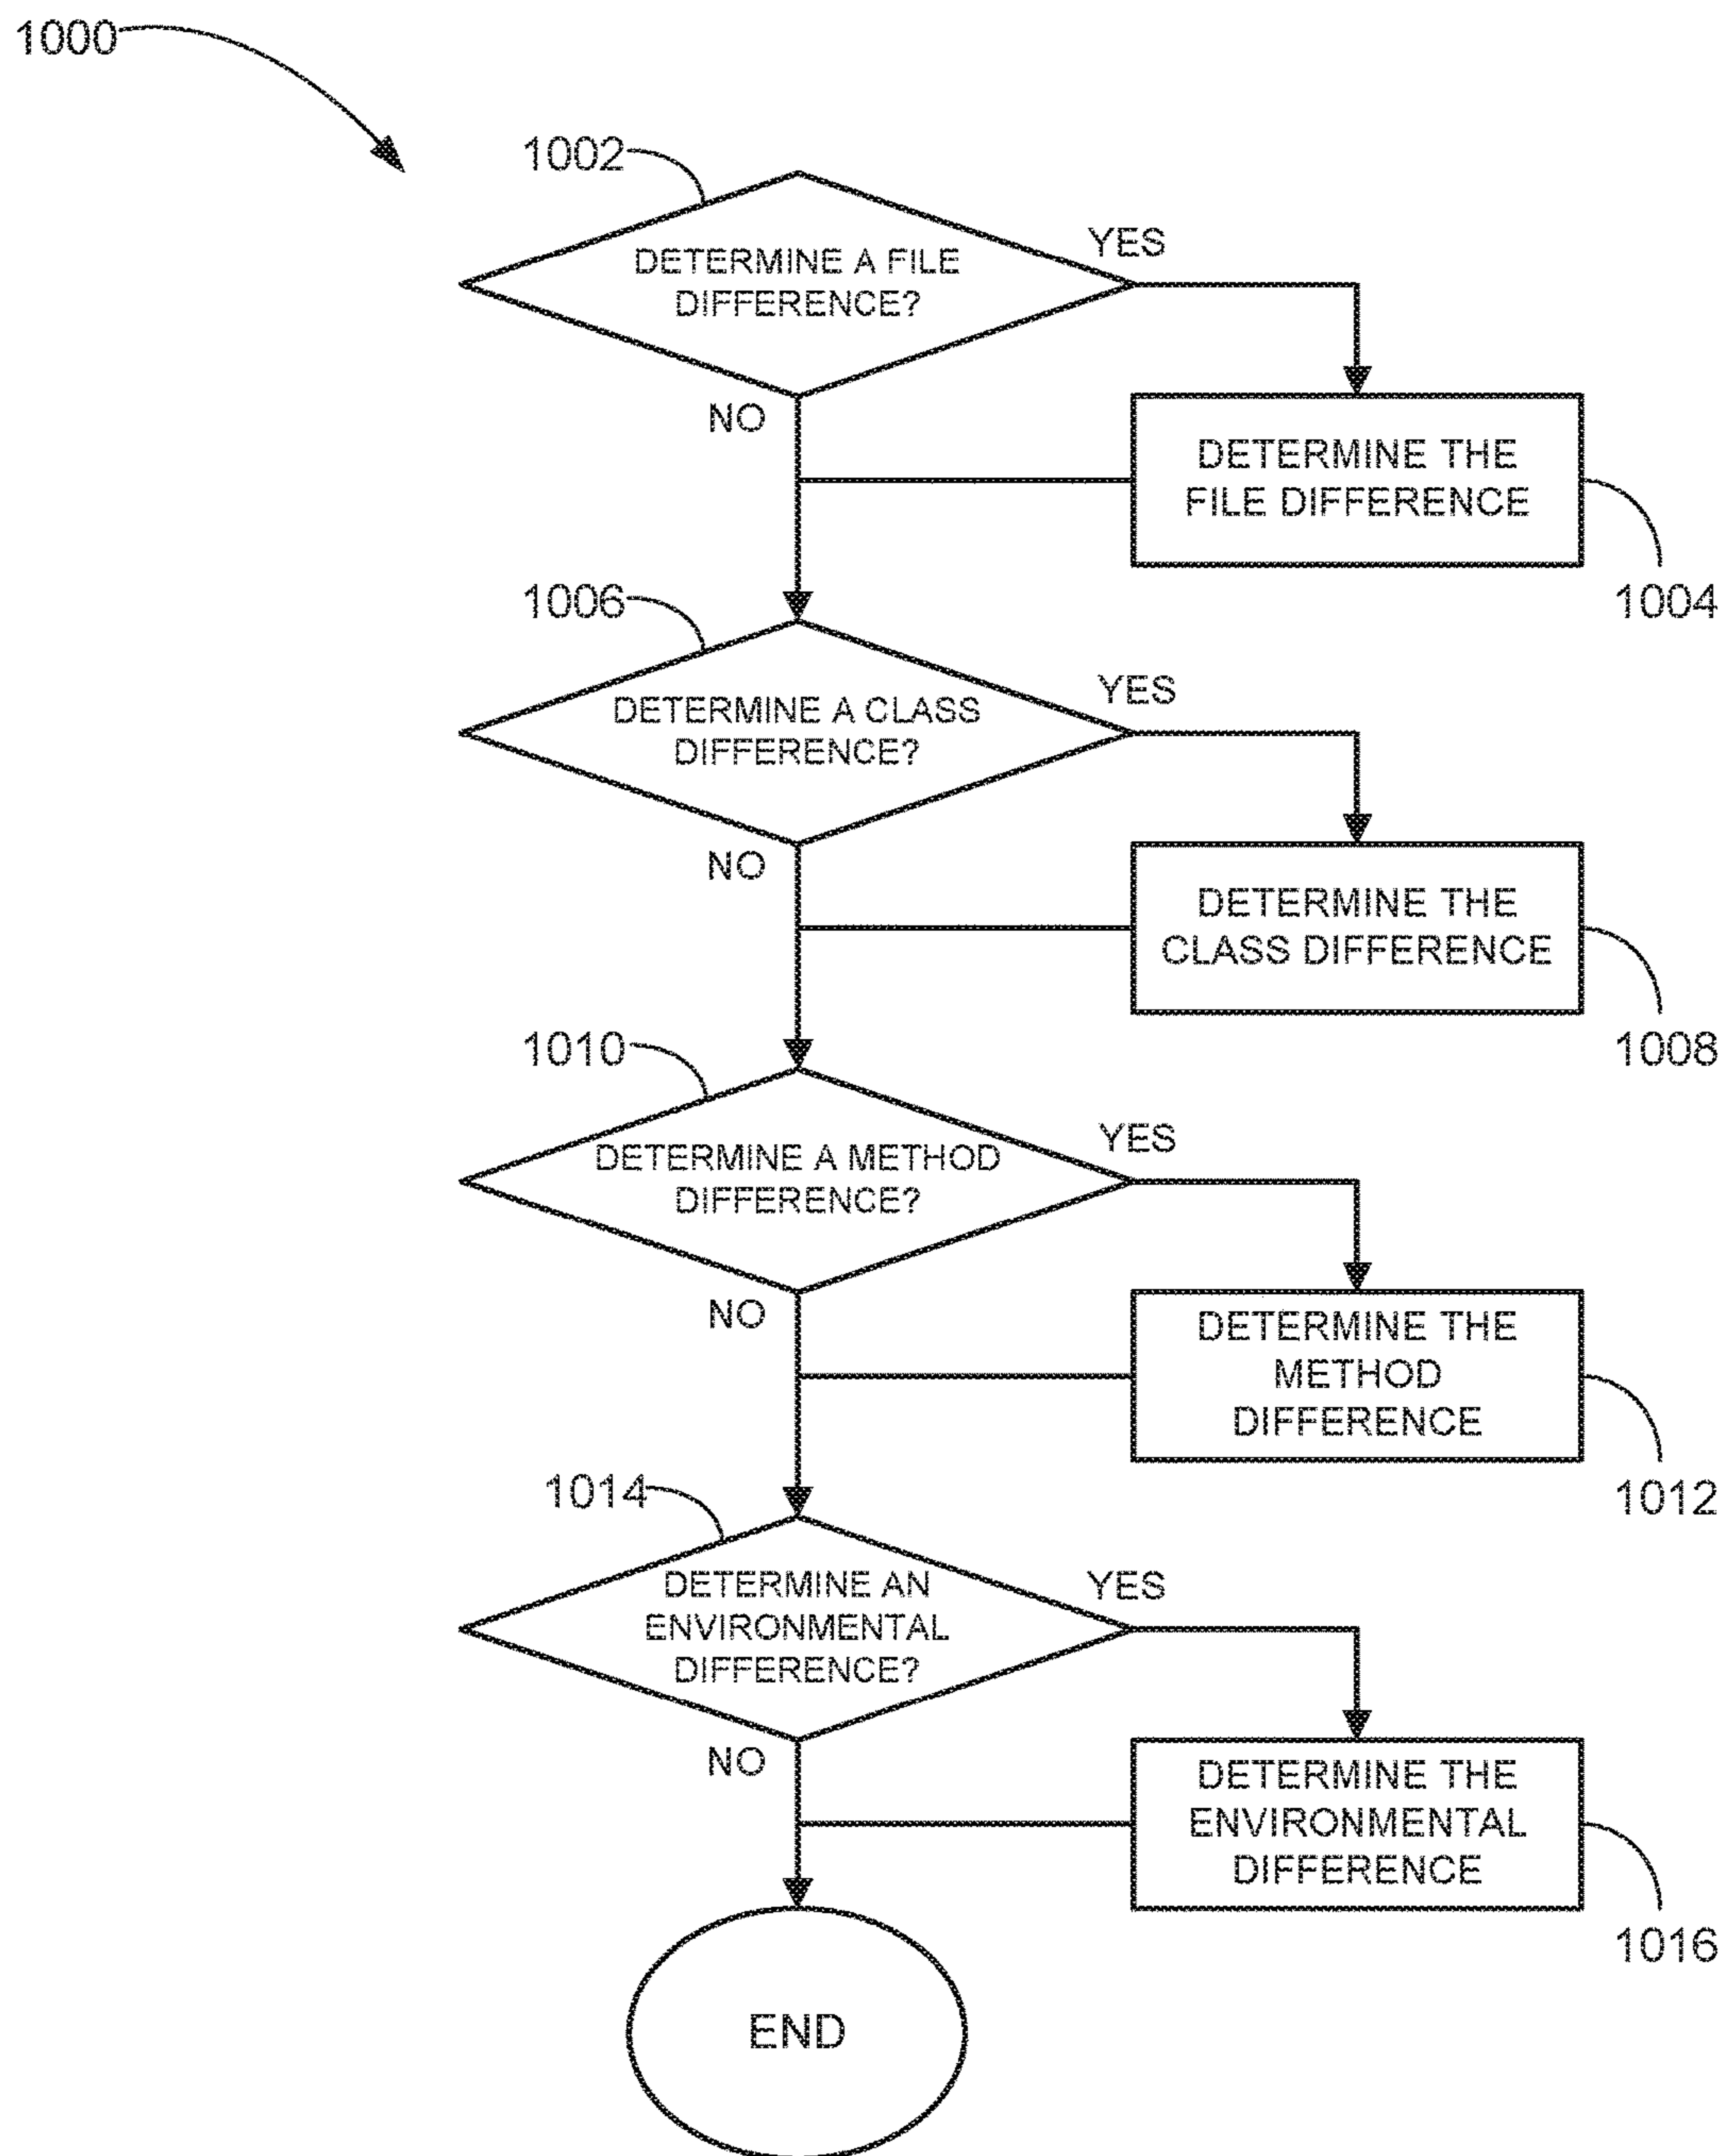 1000
1002
DETERMINE A FILE
DIFFERENCE?
YES
NO
DETERMINE THE
FILE DIFFERENCE
1004
1006
DETERMINE A CLASS
DIFFERENCE?
YES
NO
DETERMINE THE
CLASS DIFFERENCE
1008
1010
DETERMINE A METHOD
DIFFERENCE?
YES
NO
DETERMINE THE
METHOD
DIFFERENCE
1012
1014
DETERMINE AN
ENVIRONMENTAL
DIFFERENCE?
YES
NO
DETERMINE THE
ENVIRONMENTAL
DIFFERENCE
1016
END